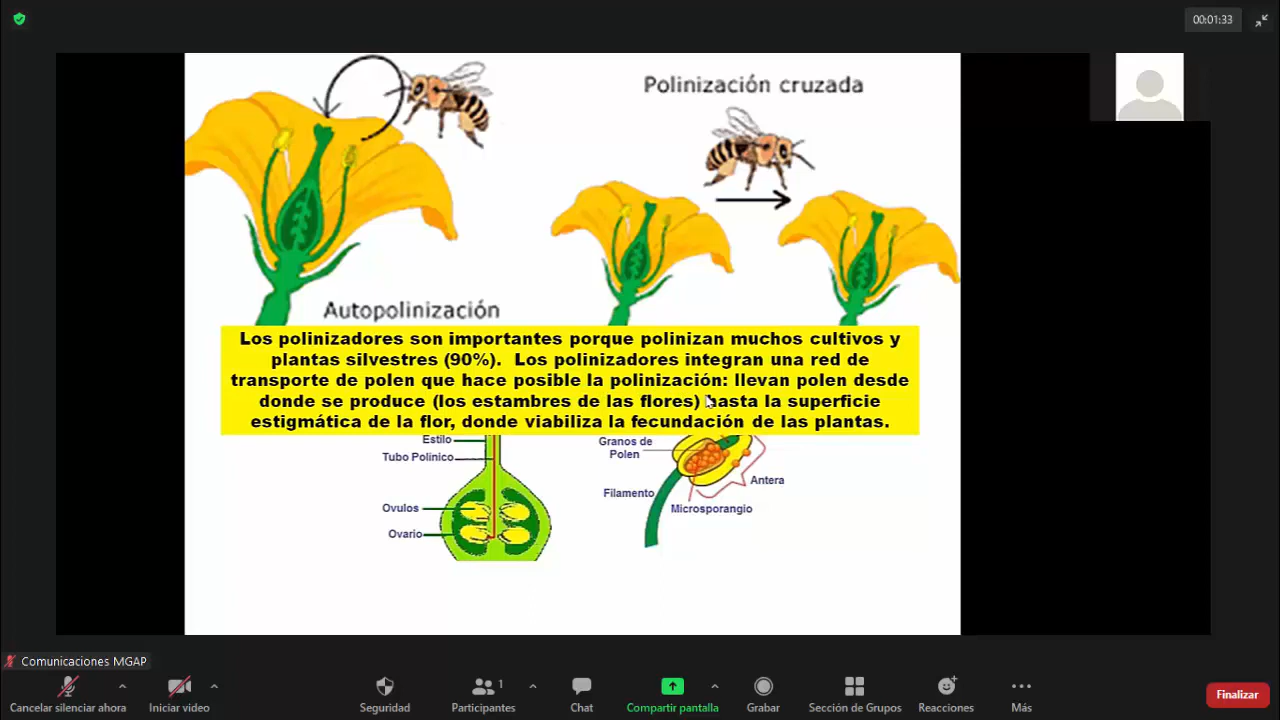 00:01:33
Polinización cruzada
Autopolinización
Los polinizadores son importantes porque polinizan muchos cultivos y
plantas silvestres (90%). Los polinizadores integran una red de
transporte de polen que hace posible la polinización: llevan polen desde
donde se produce (los estambres de las flores) hasta la superficie
estigmática de la flor, donde viabiliza la fecundación de las plantas.
Estilo
Tubo Polínico
Ovulos
Ovario
Granos de
Polen
Filamento
Antera
Microsporangio
Comunicaciones MGAP
Cancelar silenciar ahora
Iniciar video
Seguridad
1
Participantes
Chat
Compartir pantalla
Grabar
Sección de Grupos
Reacciones
Más
Finalizar